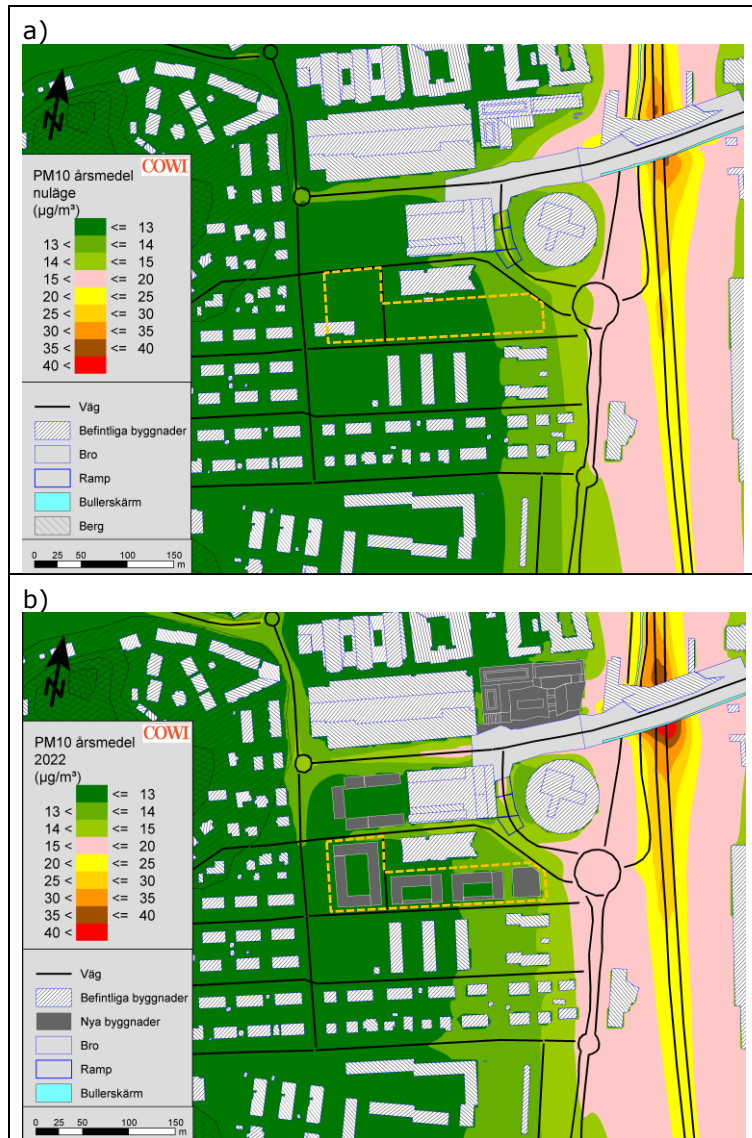 a)
N
COWI
PM10 årsmedel
nuläge
(µg/m³)
<= 13
13 < <= 14
14 < <= 15
15 < <= 20
20 < <= 25
25 < <= 30
30 < <= 35
35 < <= 40
40 <
Väg
Befintliga byggnader
Bro
Ramp
Bullerskärm
Berg
0 25 50 100 150
m
b)
N
COWI
PM10 årsmedel
2022
(µg/m³)
<= 13
13 < <= 14
14 < <= 15
15 < <= 20
20 < <= 25
25 < <= 30
30 < <= 35
35 < <= 40
40 <
Väg
Befintliga byggnader
Nya byggnader
Bro
Ramp
Bullerskärm
0 25 50 100 150
m